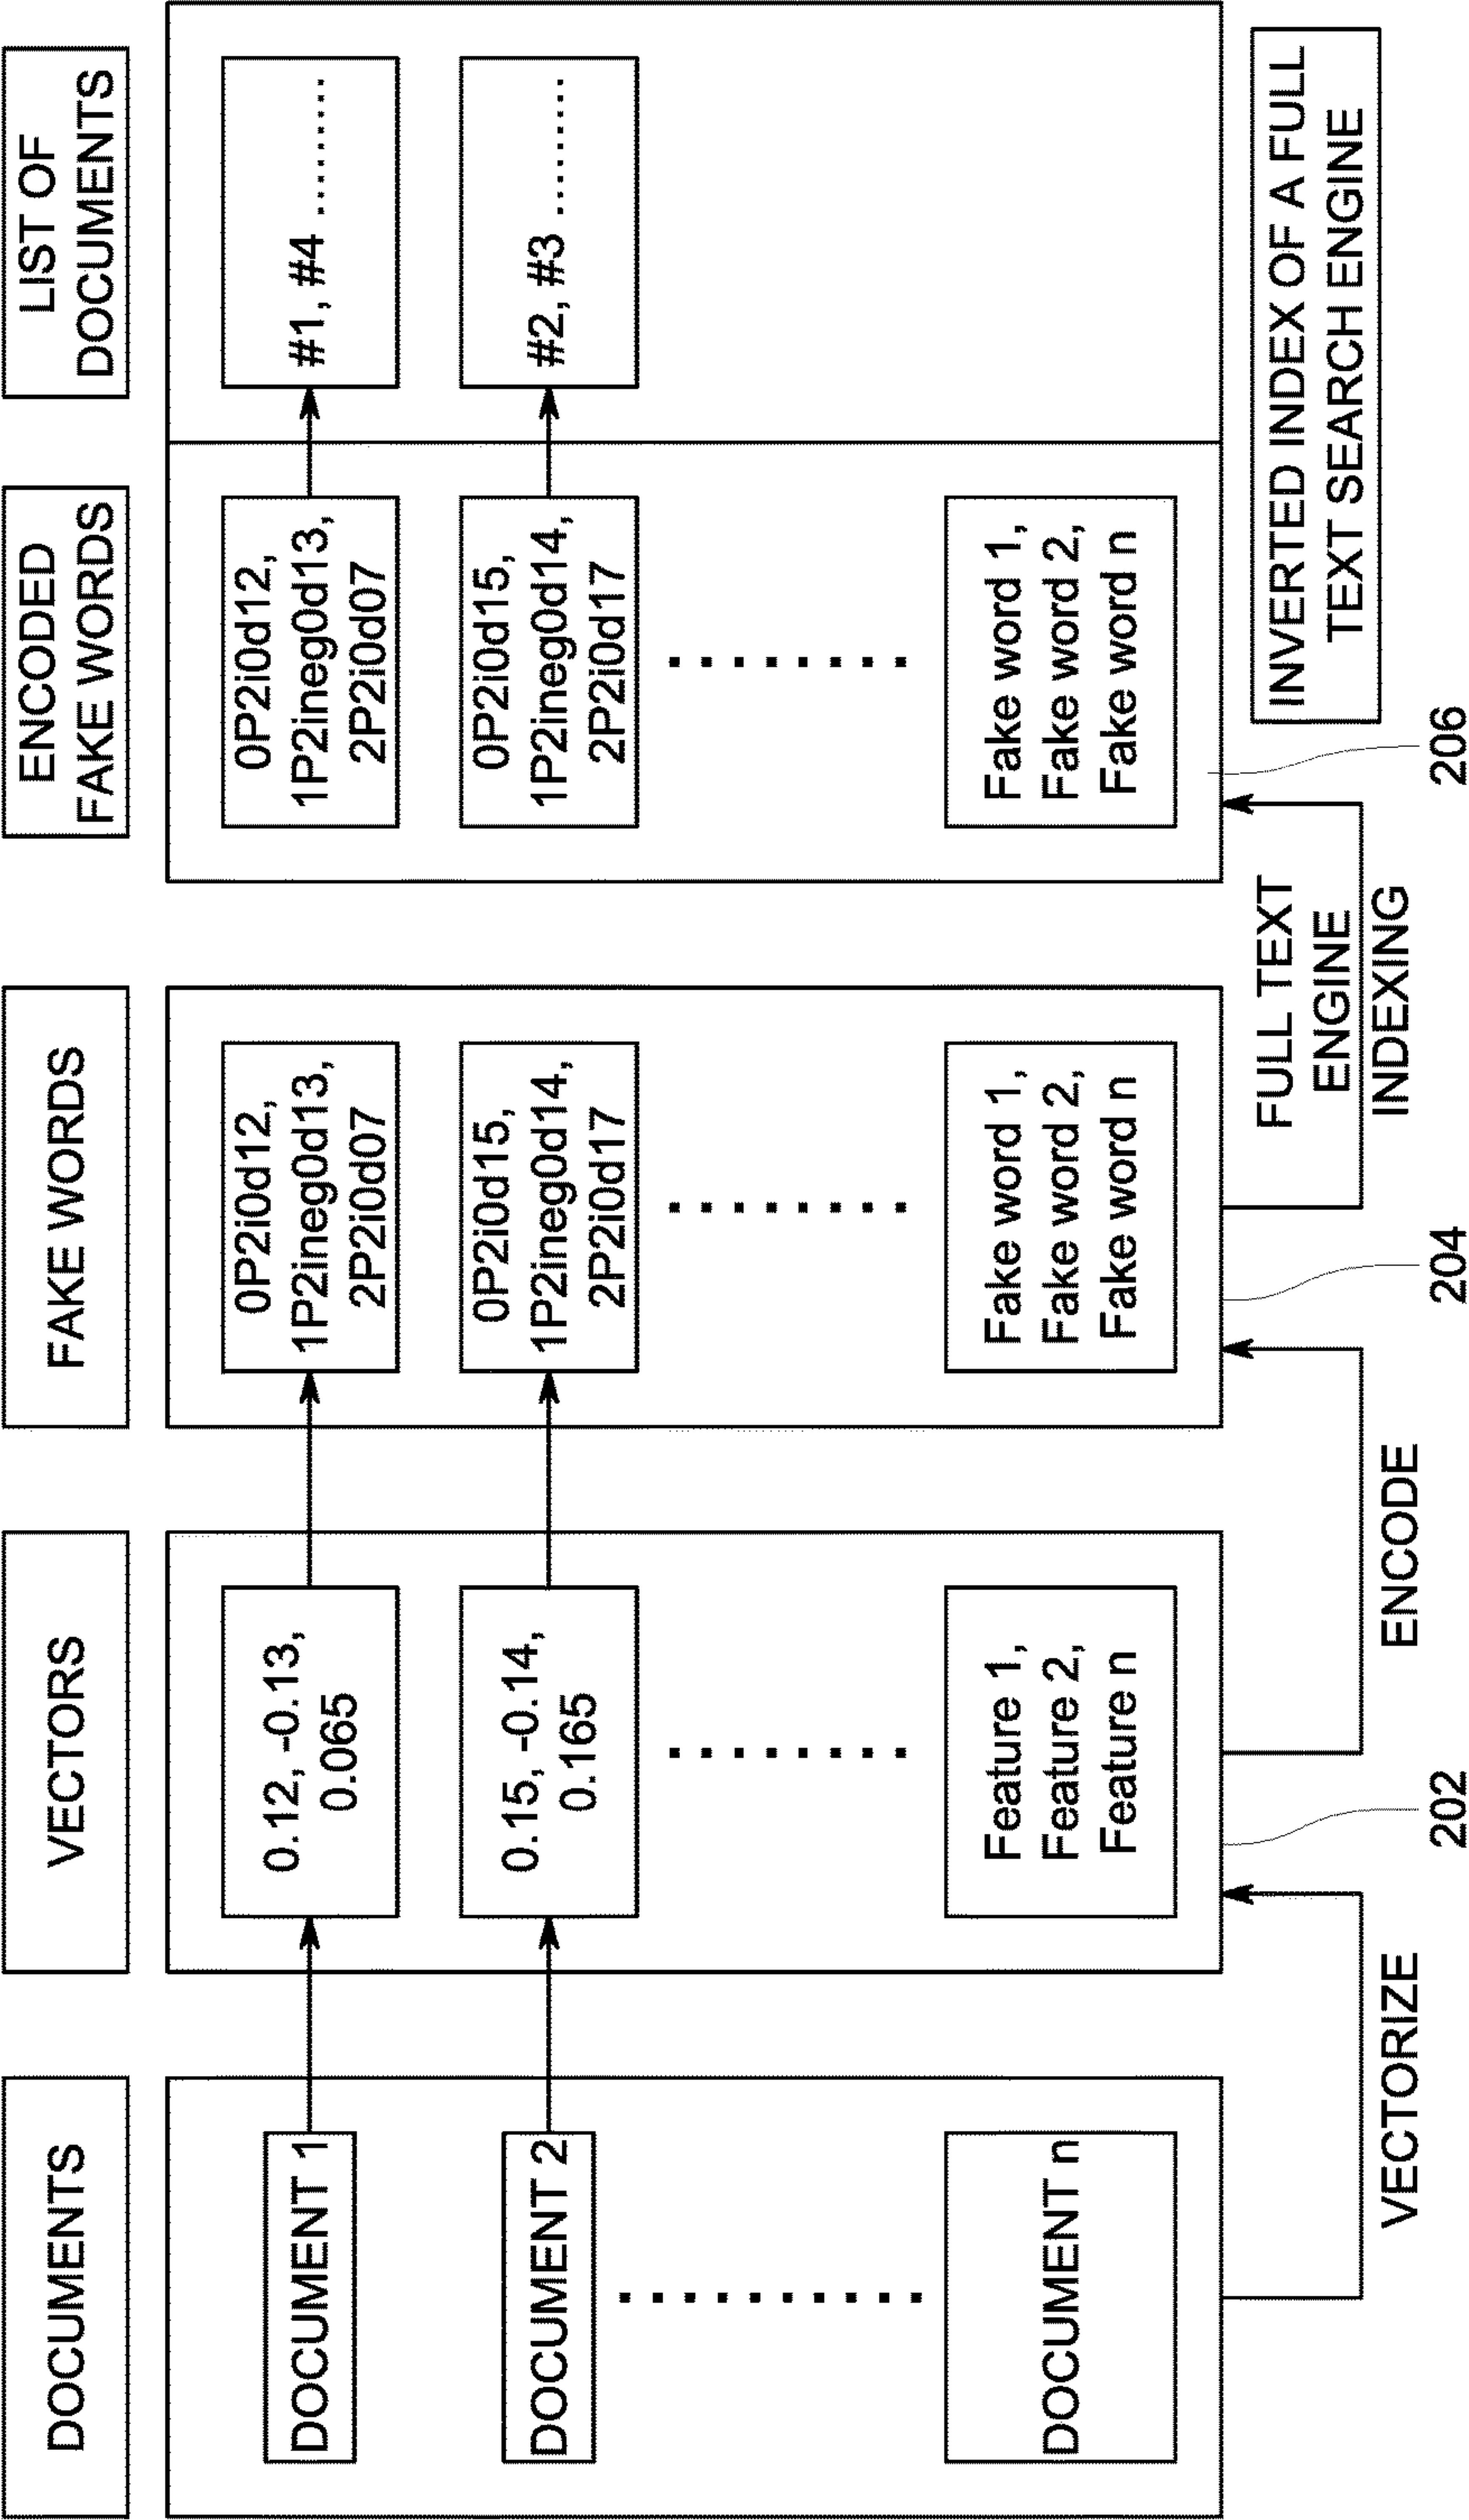 DOCUMENTS
VECTORS
FAKE WORDS
ENCODED
FAKE WORDS
LIST OF
DOCUMENTS
DOCUMENT 1
0.12, -0.13,
0.065
0P2i0d12,
1P2ineg0d13,
2P2i0d07
0P2i0d12,
1P2ineg0d13,
2P2i0d07
#1, #4 .........
DOCUMENT 2
0.15, -0.14,
0.165
0P2i0d15,
1P2ineg0d14,
2P2i0d17
0P2i0d15,
1P2ineg0d14,
2P2i0d17
#2, #3 .........
DOCUMENT n
Feature 1,
Feature 2,
Feature n
Fake word 1,
Fake word 2,
Fake word n
Fake word 1,
Fake word 2,
Fake word n
VECTORIZE
202
ENCODE
204
FULL TEXT
ENGINE
INDEXING
206
INVERTED INDEX OF A FULL
TEXT SEARCH ENGINE